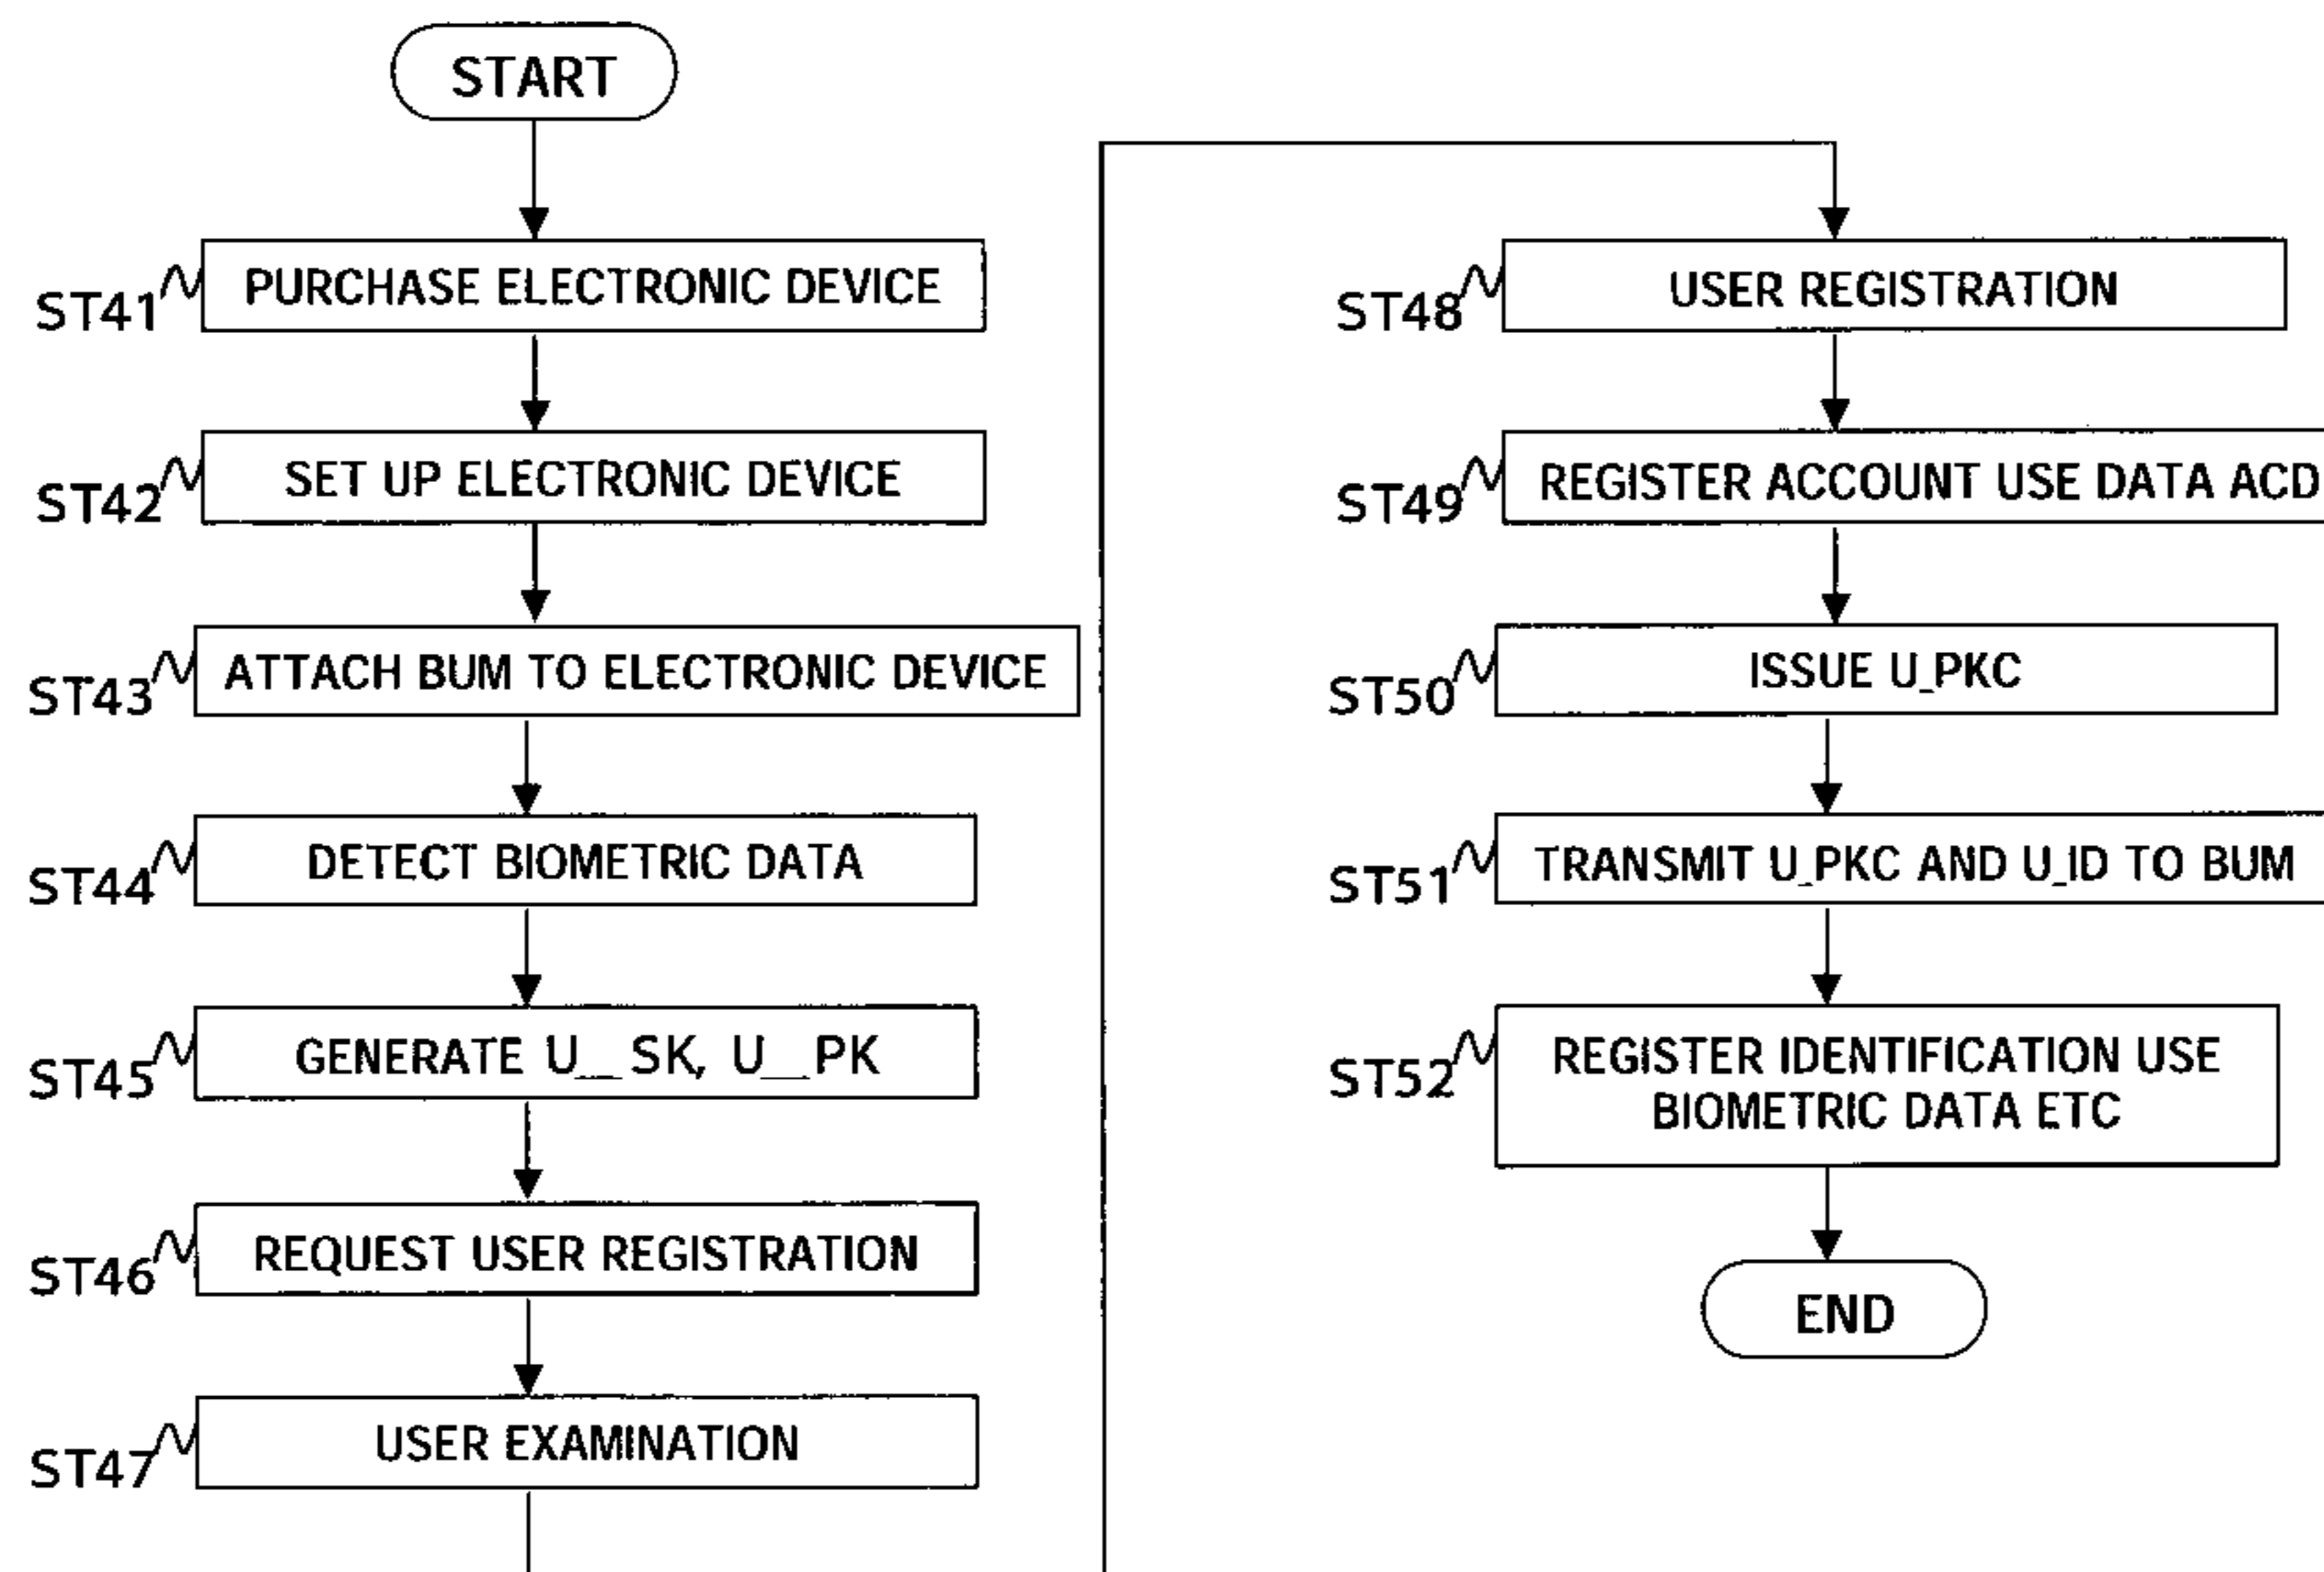 START
ST41
PURCHASE ELECTRONIC DEVICE
ST42
SET UP ELECTRONIC DEVICE
ST43
ATTACH BUM TO ELECTRONIC DEVICE
ST44
DETECT BIOMETRIC DATA
ST45
GENERATE U__SK, U__PK
ST46
REQUEST USER REGISTRATION
ST47
USER EXAMINATION
ST48
USER REGISTRATION
ST49
REGISTER ACCOUNT USE DATA ACD
ST50
ISSUE U_PKC
ST51
TRANSMIT U_PKC AND U_ID TO BUM
ST52
REGISTER IDENTIFICATION USE
BIOMETRIC DATA ETC
END